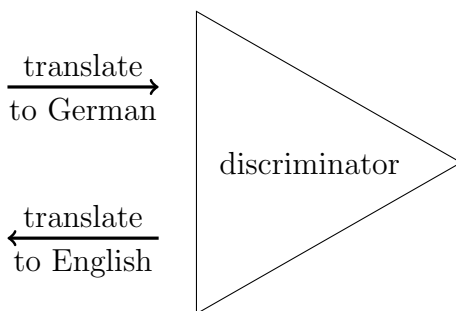 translate
to German
discriminator
translate
to English